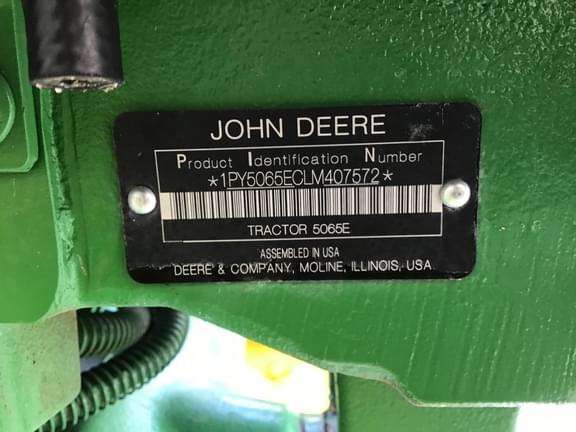 JOHN DEERE
Product Identification Number
*1PY5065ECLM407572*
TRACTOR 5065E
ASSEMBLED IN USA
DEERE & COMPANY, MOLINE, ILLINOIS, USA